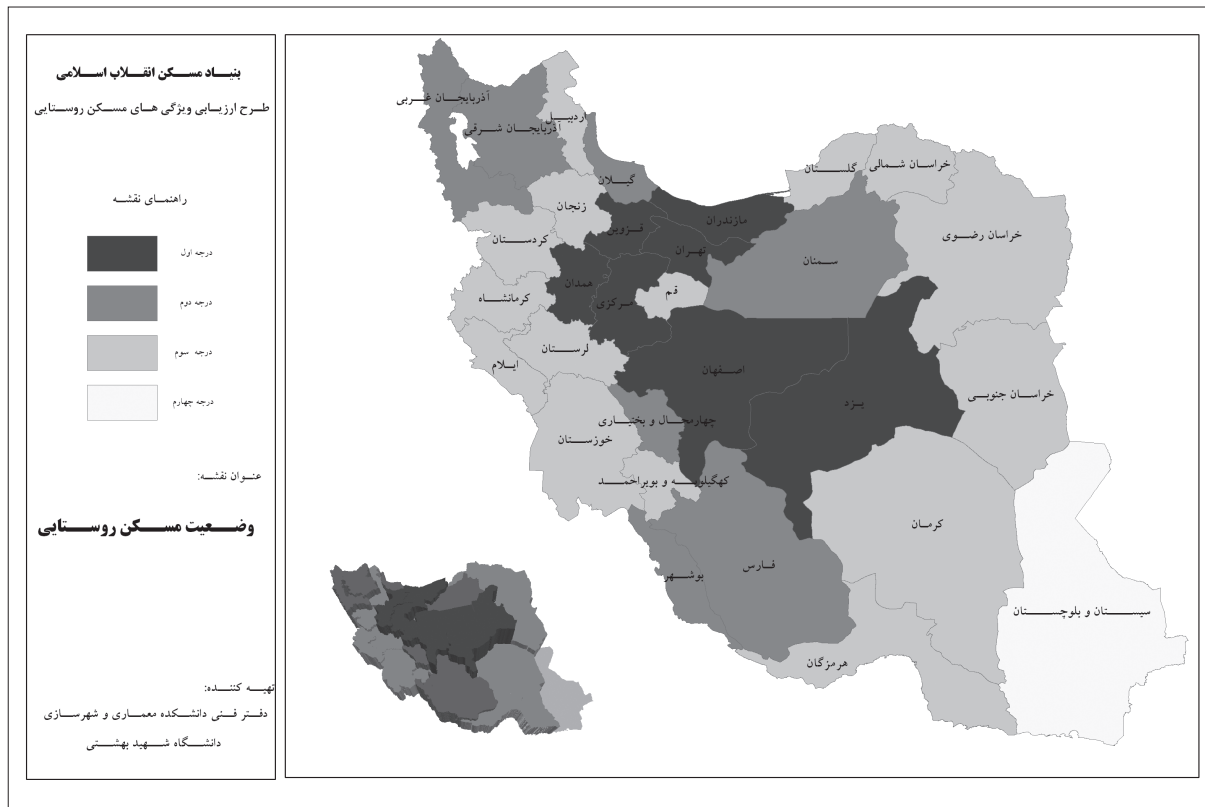 بنیاد مسکن انقلاب اسلامی
طرح ارزیابی ویژگی های مسکن روستایی
راهنمای نقشه
درجه اول
درجه دوم
درجه سوم
درجه چهارم
عنوان نقشه:
وضعیت مسکن روستایی
تهیه کننده:
دفتر فنی دانشکده معماری و شهرسازی
دانشگاه شهید بهشتی
آذربایجان غربی
آذربایجان شرقی
اردبیل
گیلان
زنجان
کردستان
کرمانشاه
ایلام
لرستان
همدان
قزوین
مرکزی
تهران
قم
مازندران
گلستان
خراسان شمالی
خراسان رضوی
سمنان
اصفهان
یزد
خراسان جنوبی
چهارمحال و بختیاری
خوزستان
کهگیلویه و بویراحمد
بوشهر
فارس
کرمان
هرمزگان
سیستان و بلوچستان